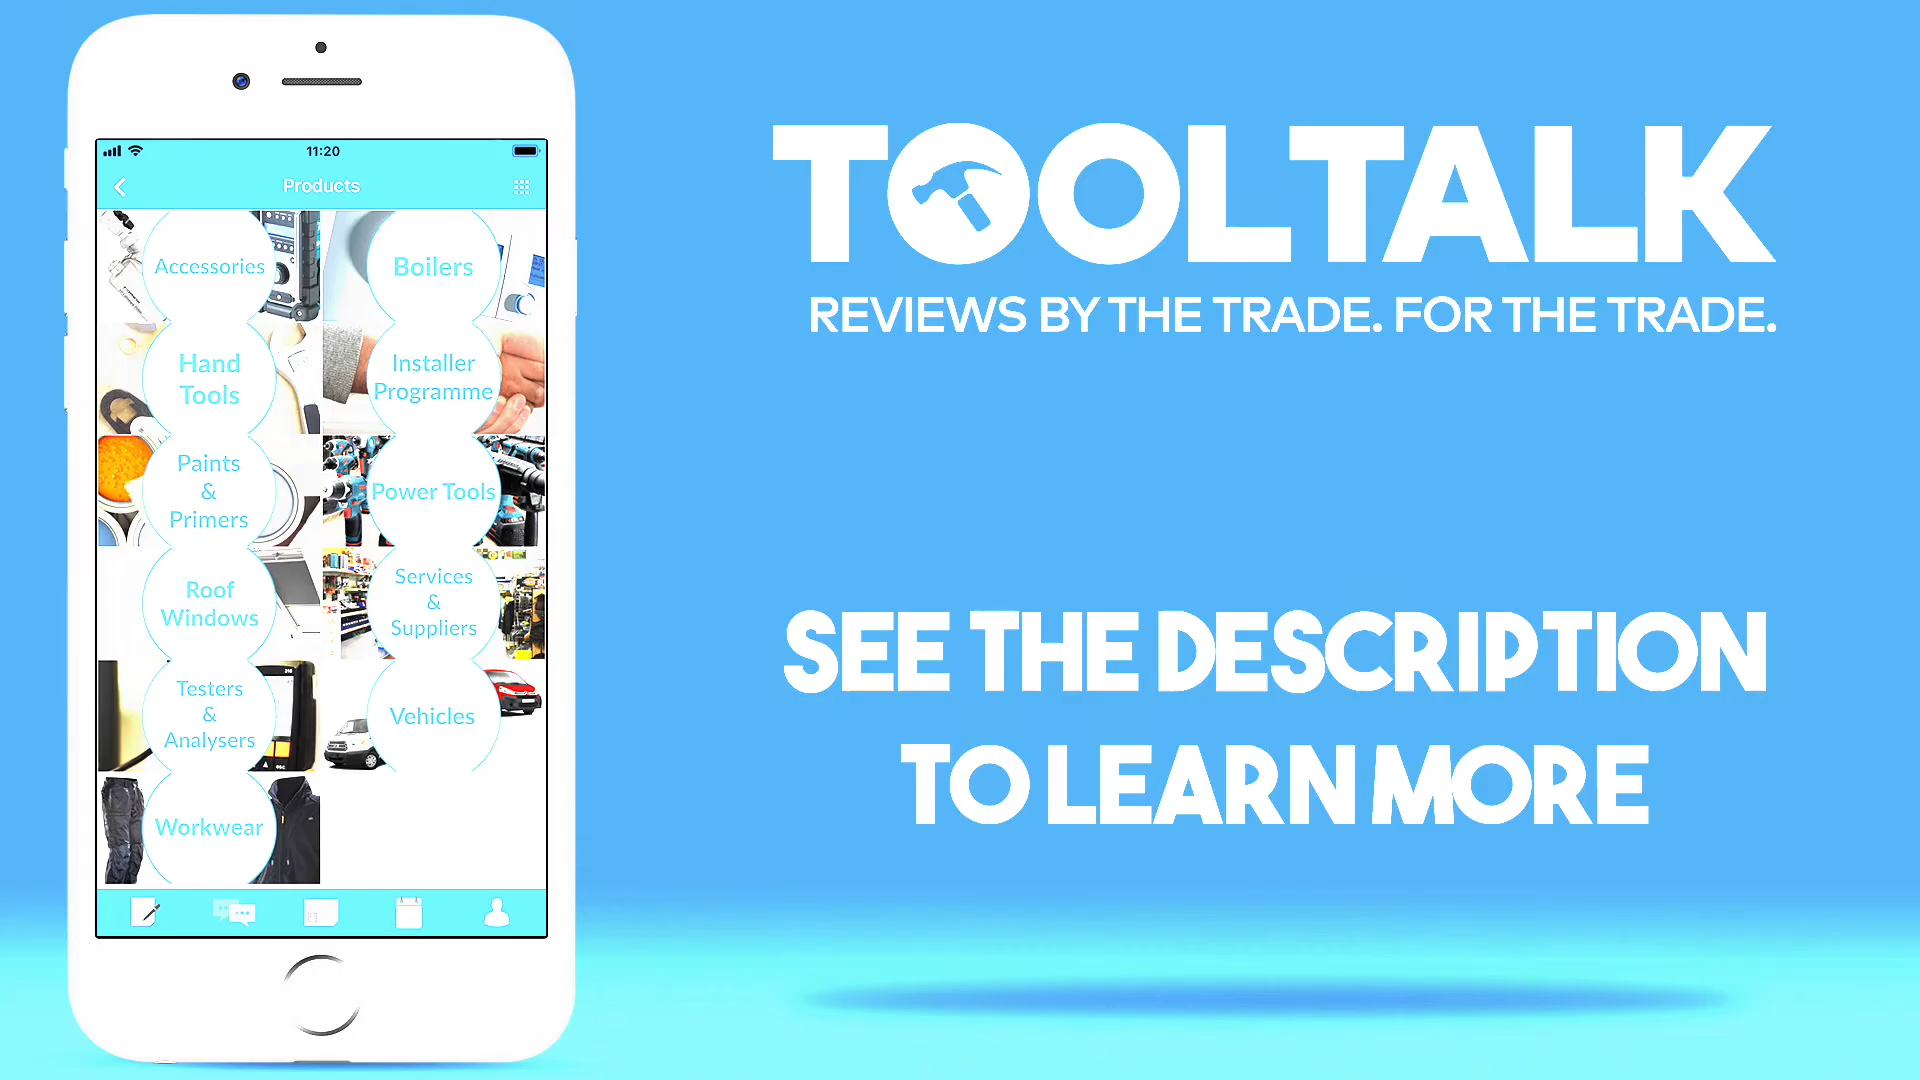 11:20
Products
Accessories
Boilers
Hand
Tools
Installer
Programme
Paints
&
Primers
Power Tools
Roof
Windows
Services
&
Suppliers
Testers
&
Analysers
Vehicles
Workwear
TOOLTALK
REVIEWS BY THE TRADE. FOR THE TRADE.
SEE THE DESCRIPTION
TO LEARN MORE